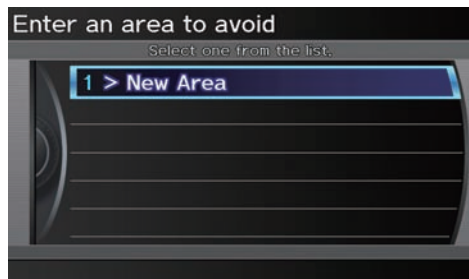 Enter an area to avoid
Select one from the list.
1 > New Area